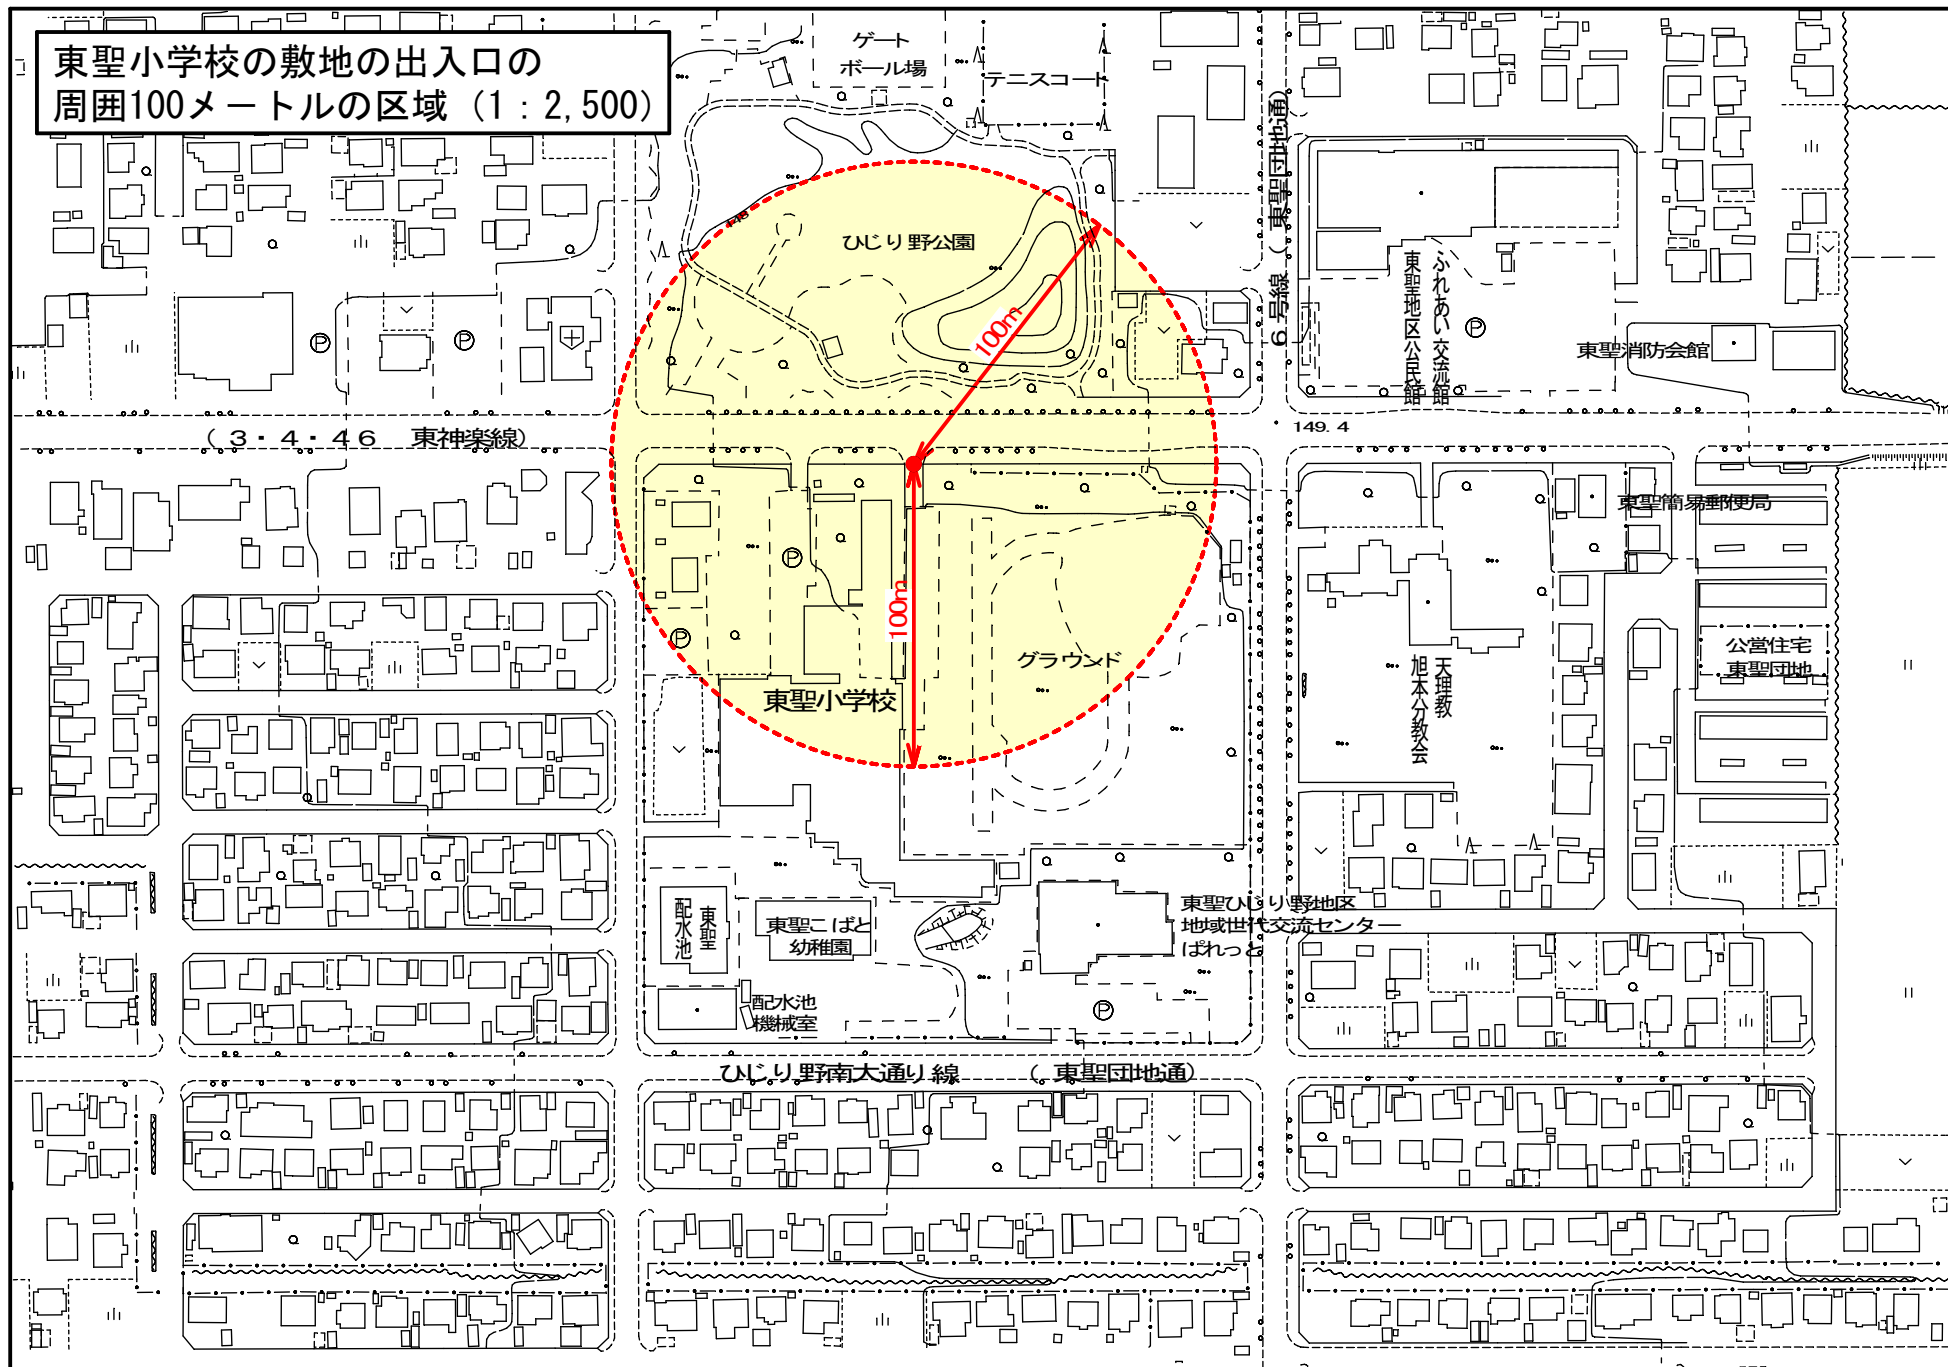 東聖小学校の敷地の出入口の
周囲100メートルの区域（1：2,500）
ゲート
ボール場
テニスコート
6号線（東聖団地通）
ひじり野公園
100m
ふれあい交流館
東聖地区公民館
東聖消防会館
（3・4・46　東神楽線）
149.4
東聖簡易郵便局
100m
グラウンド
東聖小学校
天理教
旭本分教会
公営住宅
東聖団地
東聖
配水池
東聖こばと
幼稚園
東聖ひじり野地区
地域世代交流センター
ぱれっと
配水池
機械室
ひじり野南大通り線　（東聖団地通）
P
P
P
P
P
P